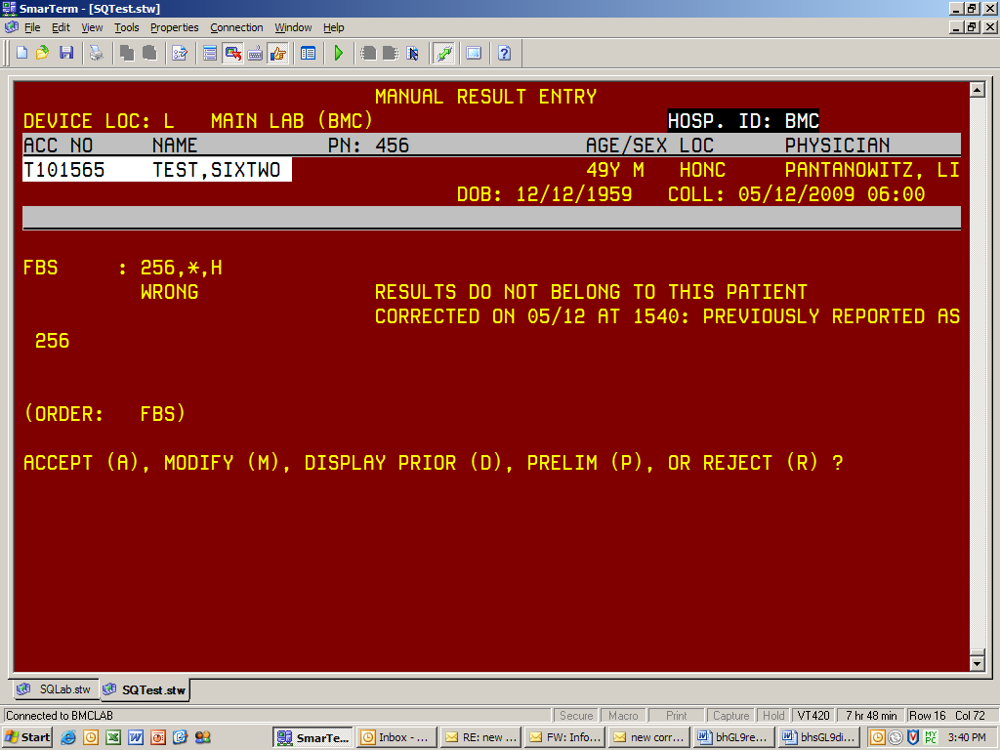 SmarTerm - [SQTest.stw]
File Edit View Tools Properties Connection Window Help
MANUAL RESULT ENTRY
DEVICE LOC: L MAIN LAB (BMC) HOSP. ID: BMC
ACC NO NAME PN: 456 AGE/SEX LOC PHYSICIAN
T101565 TEST,SIXTWO 49Y M HONC PANTANOWITZ, LI
DOB: 12/12/1959 COLL: 05/12/2009 06:00
FBS : 256,*,H
WRONG RESULTS DO NOT BELONG TO THIS PATIENT
CORRECTED ON 05/12 AT 1540: PREVIOUSLY REPORTED AS
256
(ORDER: FBS)
ACCEPT (A), MODIFY (M), DISPLAY PRIOR (D), PRELIM (P), OR REJECT (R) ?
SQLab.stw SQTest.stw
Connected to BMCLAB Secure Macro Print Capture Hold VT420 7 hr 48 min Row 16 Col 72
Start SmarTe... Inbox - ... RE: new ... FW: Info... new corr... bhGL9re... bhsGL9di... MY PC 3:40 PM